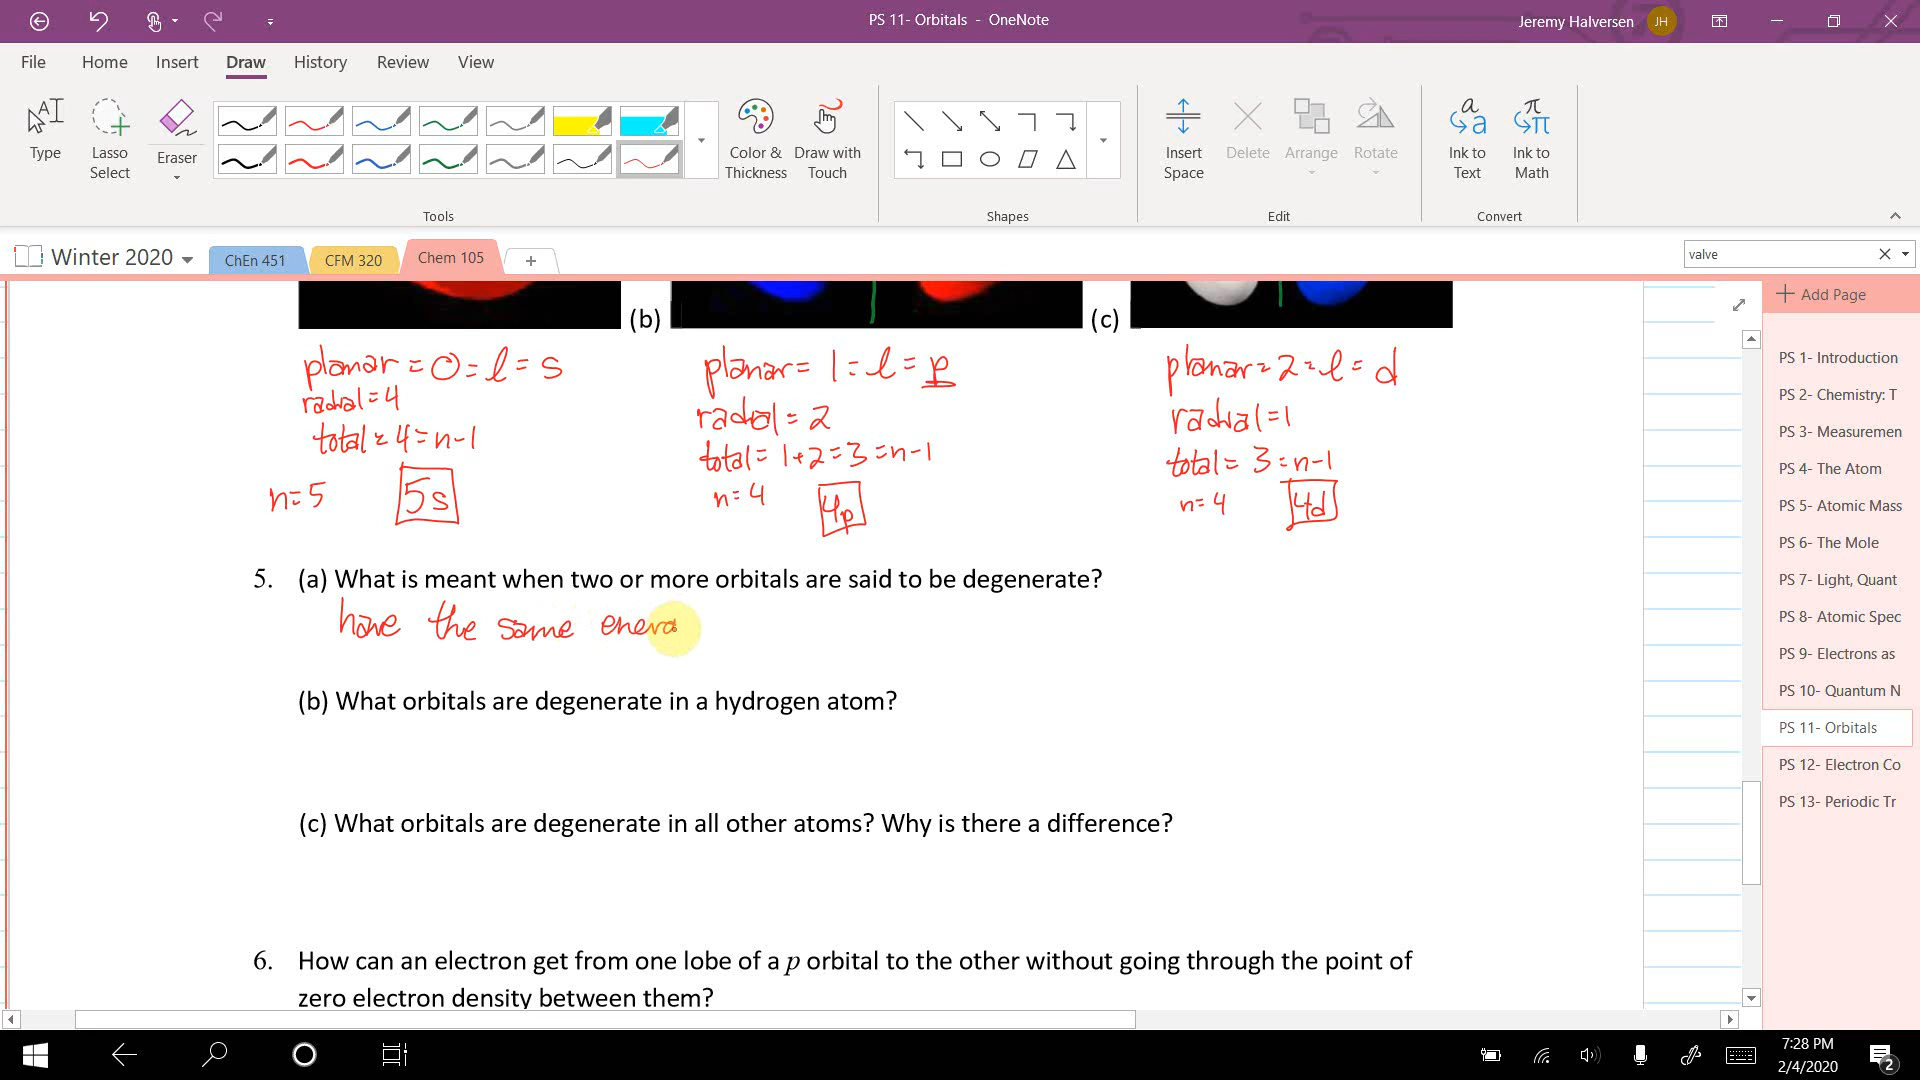 PS 11- Orbitals - OneNote
Jeremy Halversen
JH
File Home Insert Draw History Review View
Type
Lasso Select
Eraser
Color & Thickness
Draw with Touch
Insert Space
Delete
Arrange
Rotate
Ink to Text
Ink to Math
Tools
Shapes
Edit
Convert
Winter 2020
ChEn 451
CFM 320
Chem 105
valve
Add Page
PS 1- Introduction
PS 2- Chemistry: T
PS 3- Measuremen
PS 4- The Atom
PS 5- Atomic Mass
PS 6- The Mole
PS 7- Light, Quant
PS 8- Atomic Spec
PS 9- Electrons as
PS 10- Quantum N
PS 11- Orbitals
PS 12- Electron Co
PS 13- Periodic Tr
(b)
(c)
planar = 0 = l = s
radial = 4
total = 4 = n-1
n = 5
5s
planar = 1 = l = p
radial = 2
total = 1+2 = 3 = n-1
n = 4
4p
planar = 2 = l = d
radial = 1
total = 3 = n-1
n = 4
4d
5. (a) What is meant when two or more orbitals are said to be degenerate?
have the same energ
(b) What orbitals are degenerate in a hydrogen atom?
(c) What orbitals are degenerate in all other atoms? Why is there a difference?
6. How can an electron get from one lobe of a p orbital to the other without going through the point of
zero electron density between them?
7:28 PM
2/4/2020
2